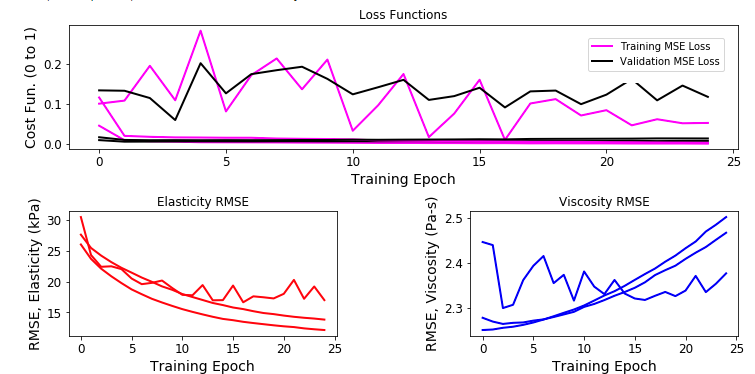 Loss Functions
Cost Fun. (0 to 1)
0.2
0.1
0.0
Training MSE Loss
Validation MSE Loss
0 5 10 15 20 25
Training Epoch
Elasticity RMSE
RMSE, Elasticity (kPa)
30
25
20
15
0 5 10 15 20 25
Training Epoch
Viscosity RMSE
RMSE, Viscosity (Pa-s)
2.5
2.4
2.3
0 5 10 15 20 25
Training Epoch